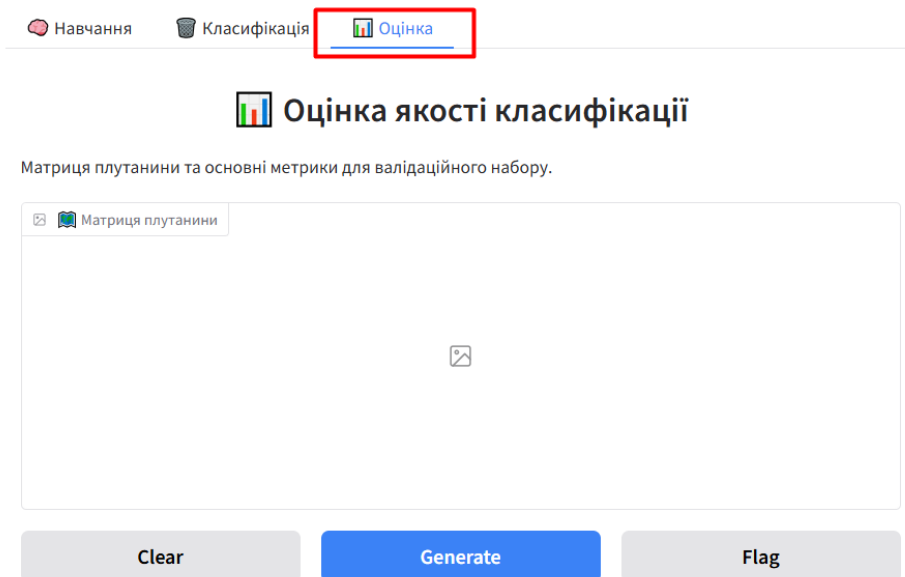 Навчання Класифікація Оцінка
Оцінка якості класифікації
Матриця плутанини та основні метрики для валідаційного набору.
Матриця плутанини
Clear Generate Flag